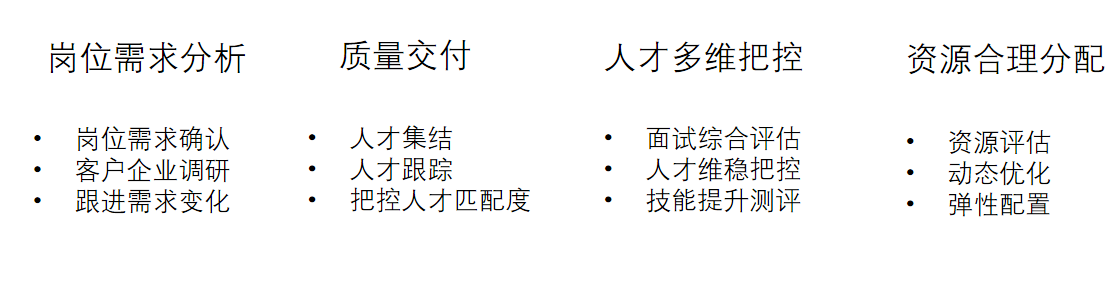 岗位需求分析
• 岗位需求确认
• 客户企业调研
• 跟进需求变化
质量交付
• 人才集结
• 人才跟踪
• 把控人才匹配度
人才多维把控
• 面试综合评估
• 人才维稳把控
• 技能提升测评
资源合理分配
• 资源评估
• 动态优化
• 弹性配置